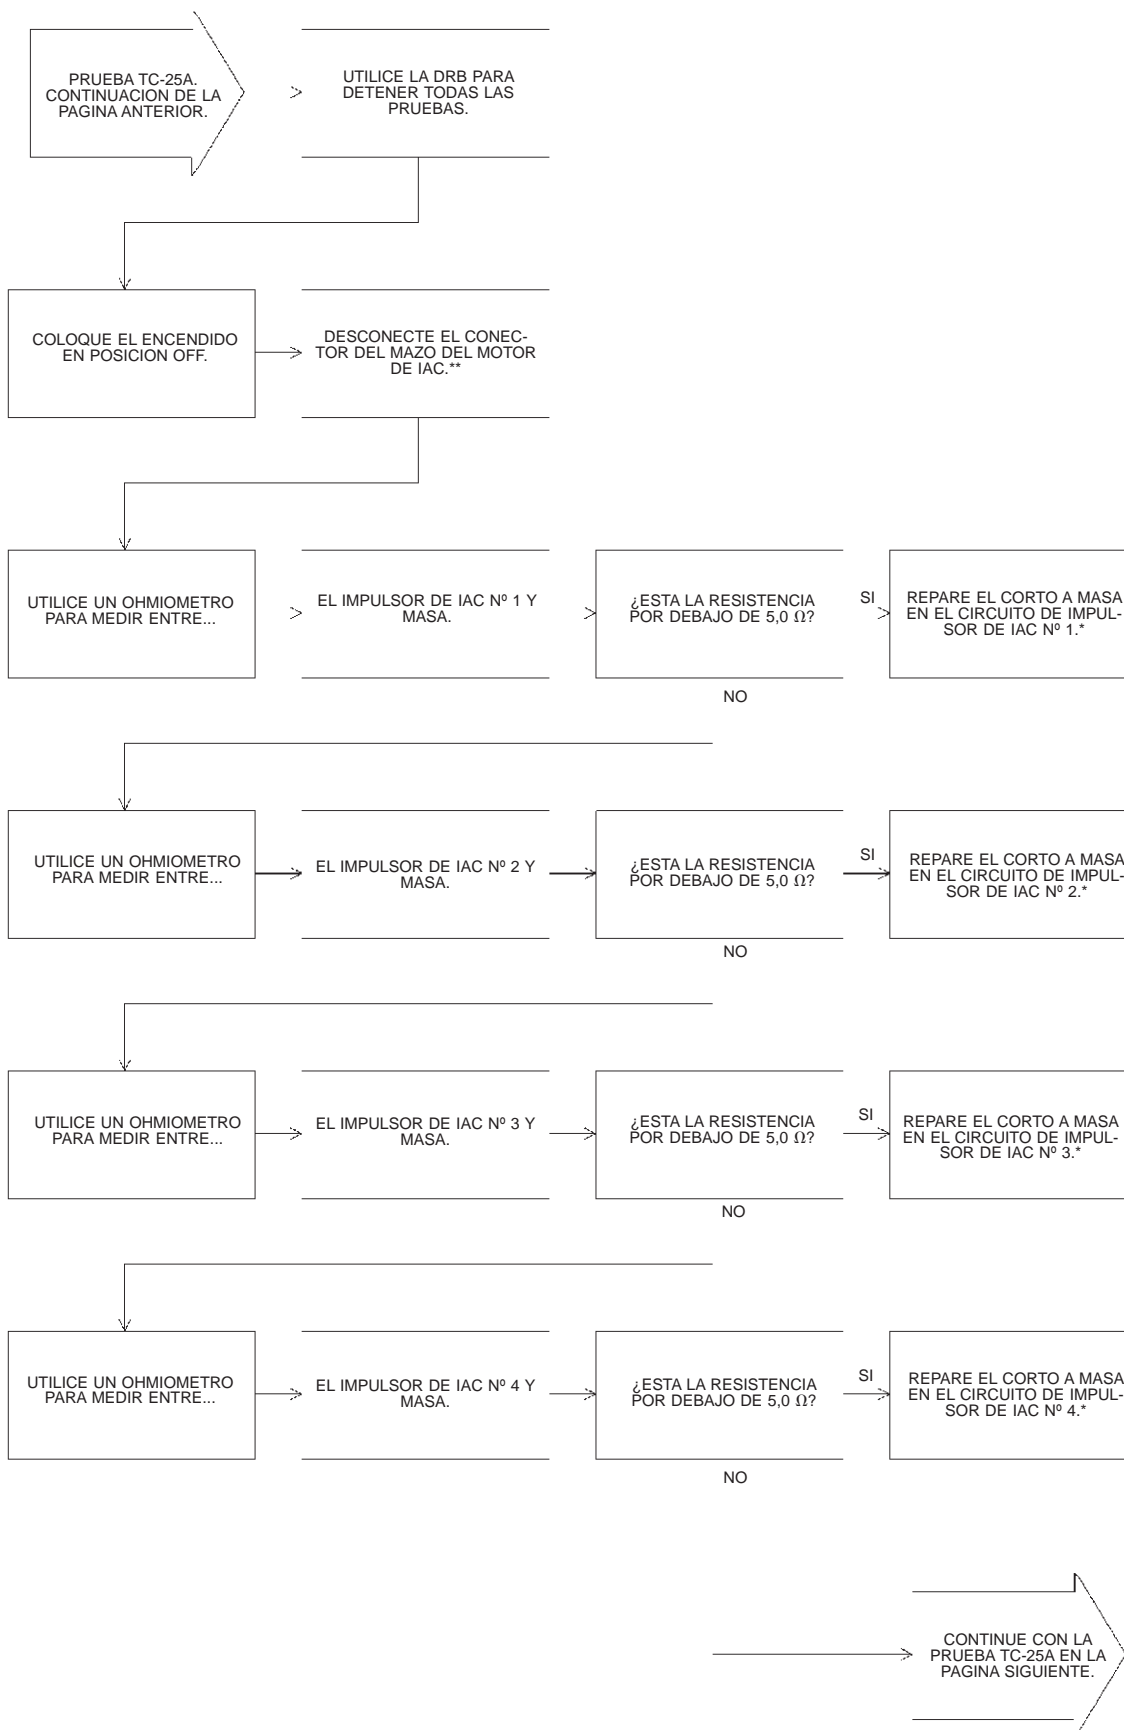 PRUEBA TC-25A.
CONTINUACION DE LA
PAGINA ANTERIOR.
UTILICE LA DRB PARA
DETENER TODAS LAS
PRUEBAS.
COLOQUE EL ENCENDIDO
EN POSICION OFF.
DESCONECTE EL CONEC-
TOR DEL MAZO DEL MOTOR
DE IAC.**
UTILICE UN OHMIOMETRO
PARA MEDIR ENTRE...
EL IMPULSOR DE IAC Nº 1 Y
MASA.
¿ESTA LA RESISTENCIA
POR DEBAJO DE 5,0 Ω?
SI
REPARE EL CORTO A MASA
EN EL CIRCUITO DE IMPUL-
SOR DE IAC Nº 1.*
NO
UTILICE UN OHMIOMETRO
PARA MEDIR ENTRE...
EL IMPULSOR DE IAC Nº 2 Y
MASA.
¿ESTA LA RESISTENCIA
POR DEBAJO DE 5,0 Ω?
SI
REPARE EL CORTO A MASA
EN EL CIRCUITO DE IMPUL-
SOR DE IAC Nº 2.*
NO
UTILICE UN OHMIOMETRO
PARA MEDIR ENTRE...
EL IMPULSOR DE IAC Nº 3 Y
MASA.
¿ESTA LA RESISTENCIA
POR DEBAJO DE 5,0 Ω?
SI
REPARE EL CORTO A MASA
EN EL CIRCUITO DE IMPUL-
SOR DE IAC Nº 3.*
NO
UTILICE UN OHMIOMETRO
PARA MEDIR ENTRE...
EL IMPULSOR DE IAC Nº 4 Y
MASA.
¿ESTA LA RESISTENCIA
POR DEBAJO DE 5,0 Ω?
SI
REPARE EL CORTO A MASA
EN EL CIRCUITO DE IMPUL-
SOR DE IAC Nº 4.*
NO
CONTINUE CON LA
PRUEBA TC-25A EN LA
PAGINA SIGUIENTE.